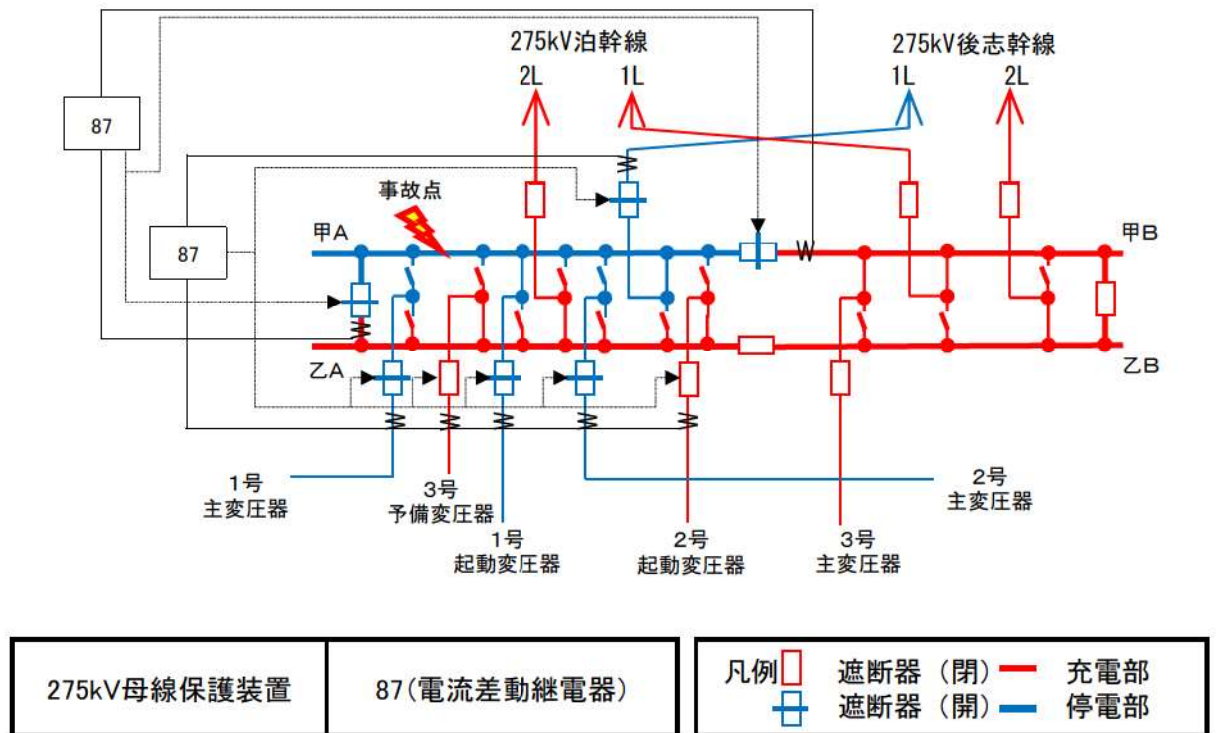 275kV泊幹線
275kV後志幹線
2L
1L
1L
2L
87
事故点
甲A
甲B
87
乙A
乙B
1号
主変圧器
3号
予備変圧器
2号
主変圧器
1号
起動変圧器
2号
起動変圧器
3号
主変圧器
275kV母線保護装置
87(電流差動継電器)
凡例
遮断器（閉）
充電部
遮断器（開）
停電部